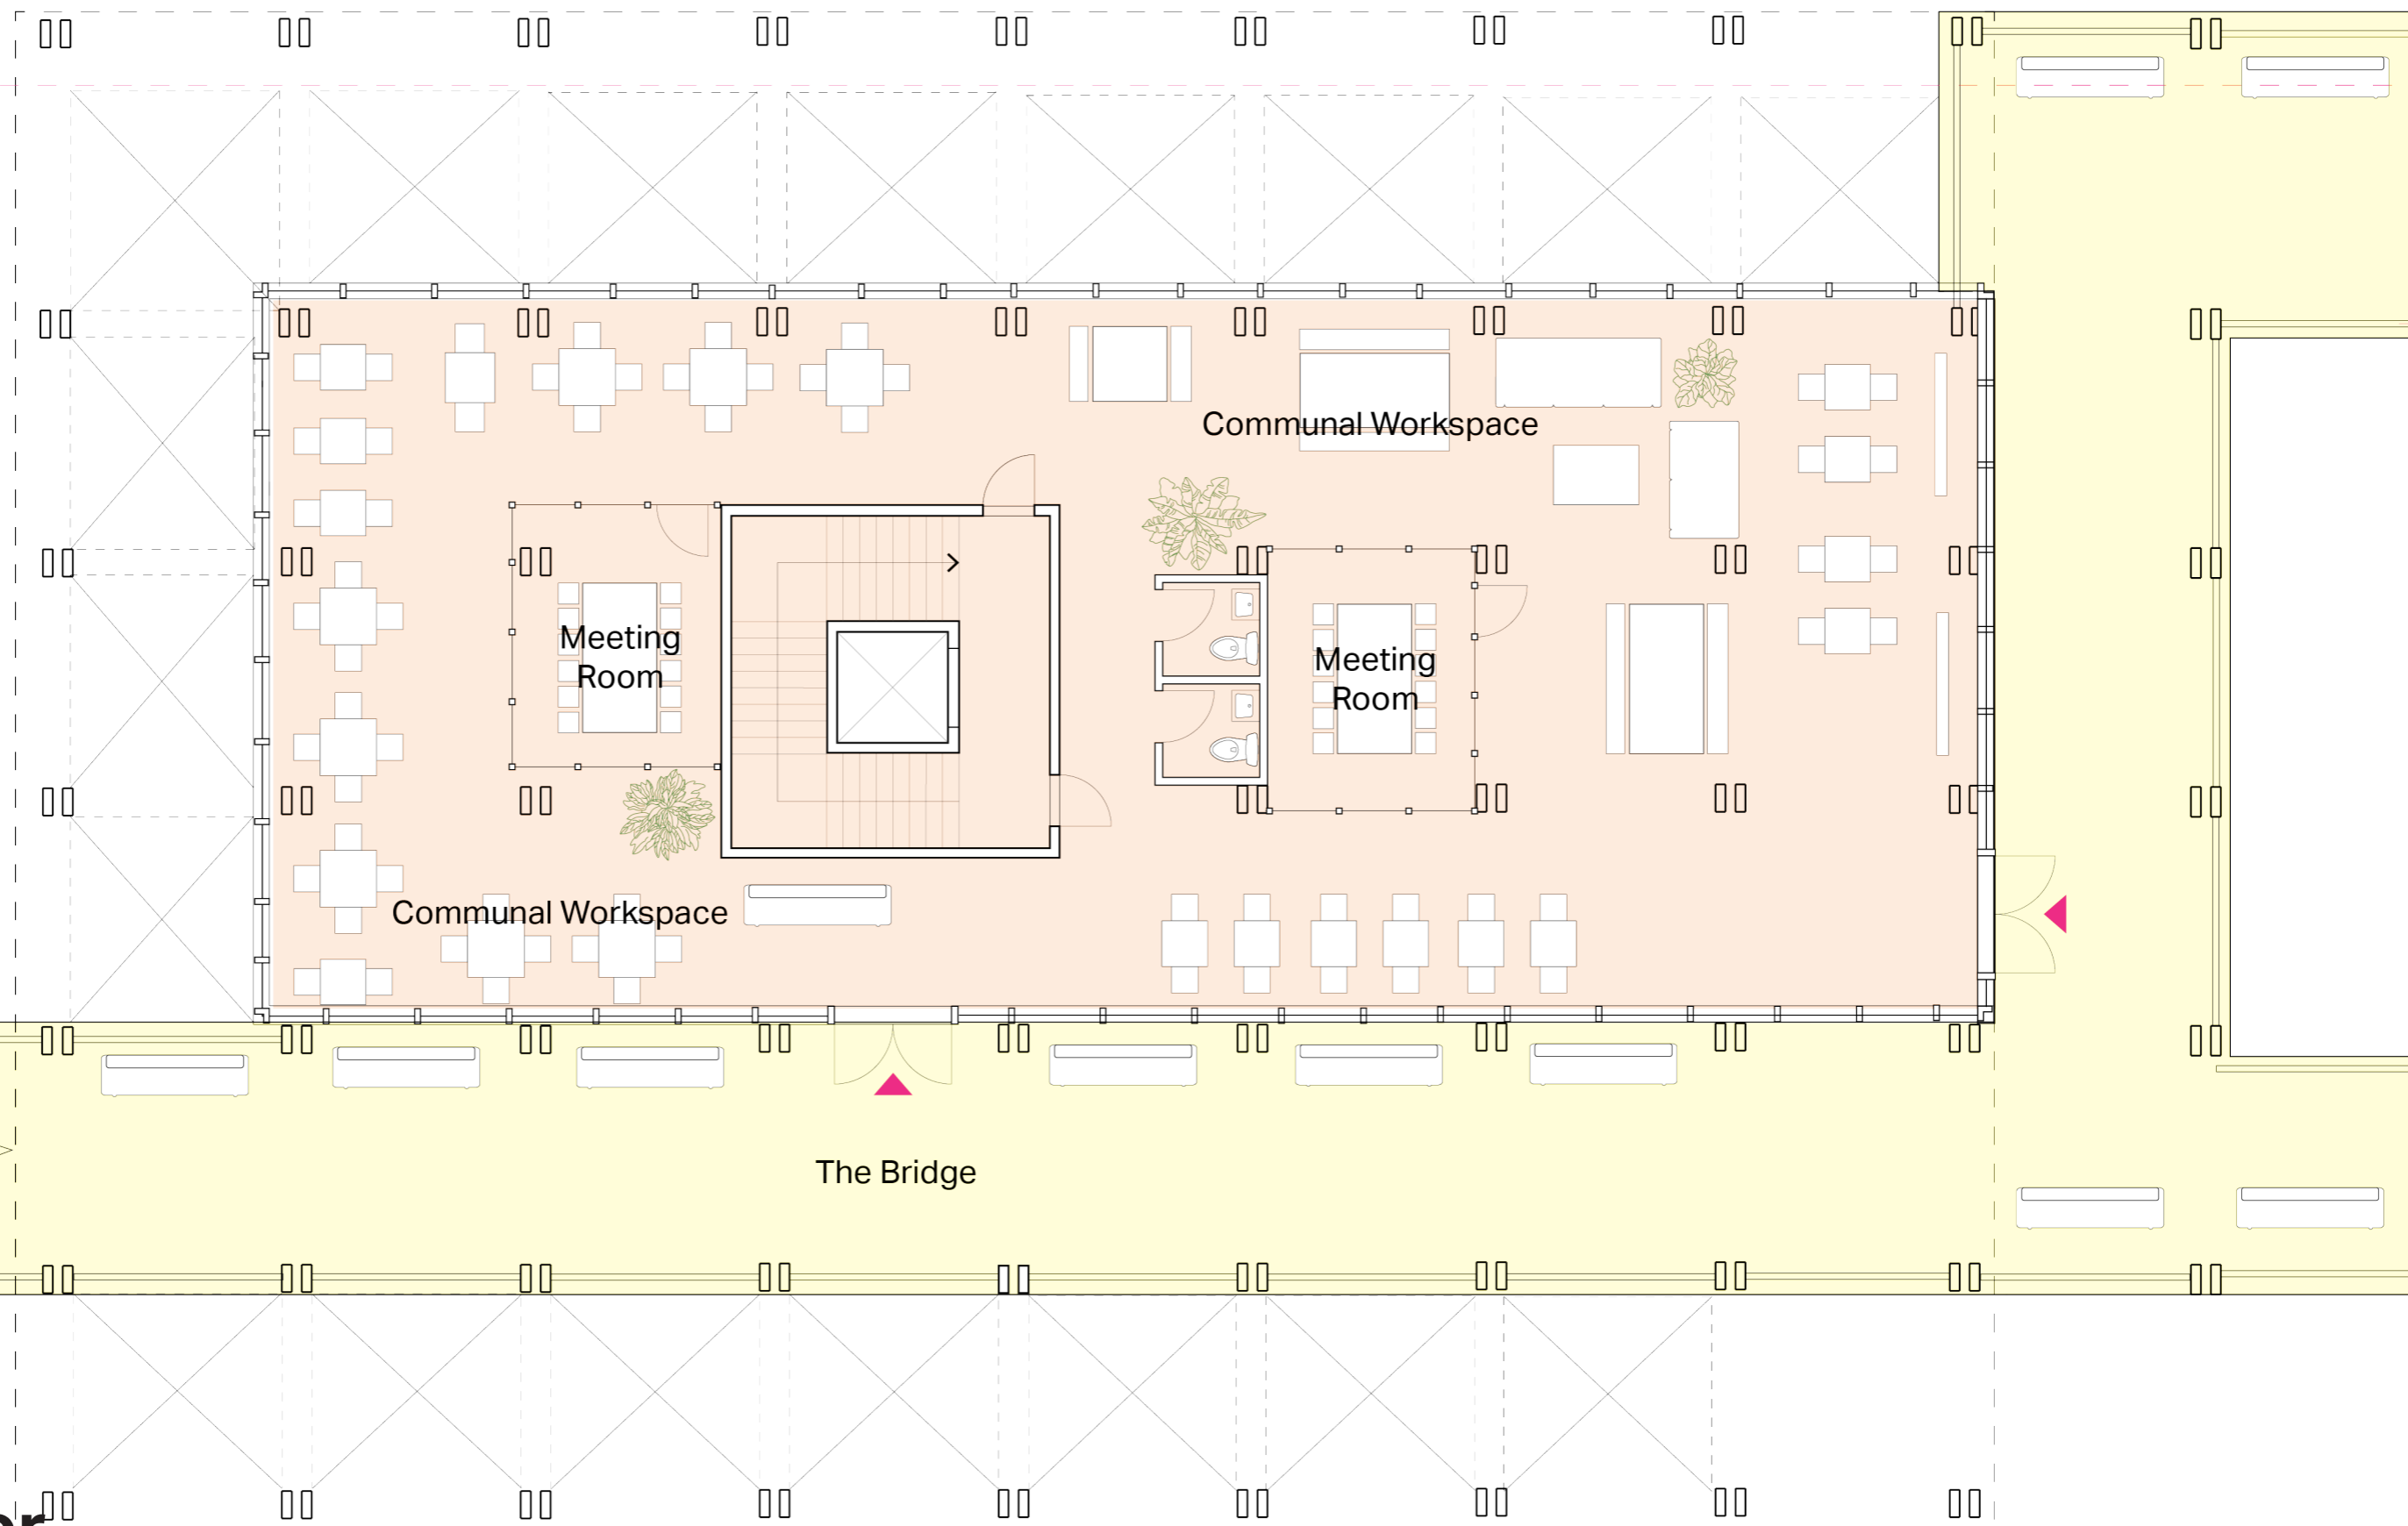 Communal Workspace
Meeting
Room
Meeting
Room
Communal Workspace
The Bridge